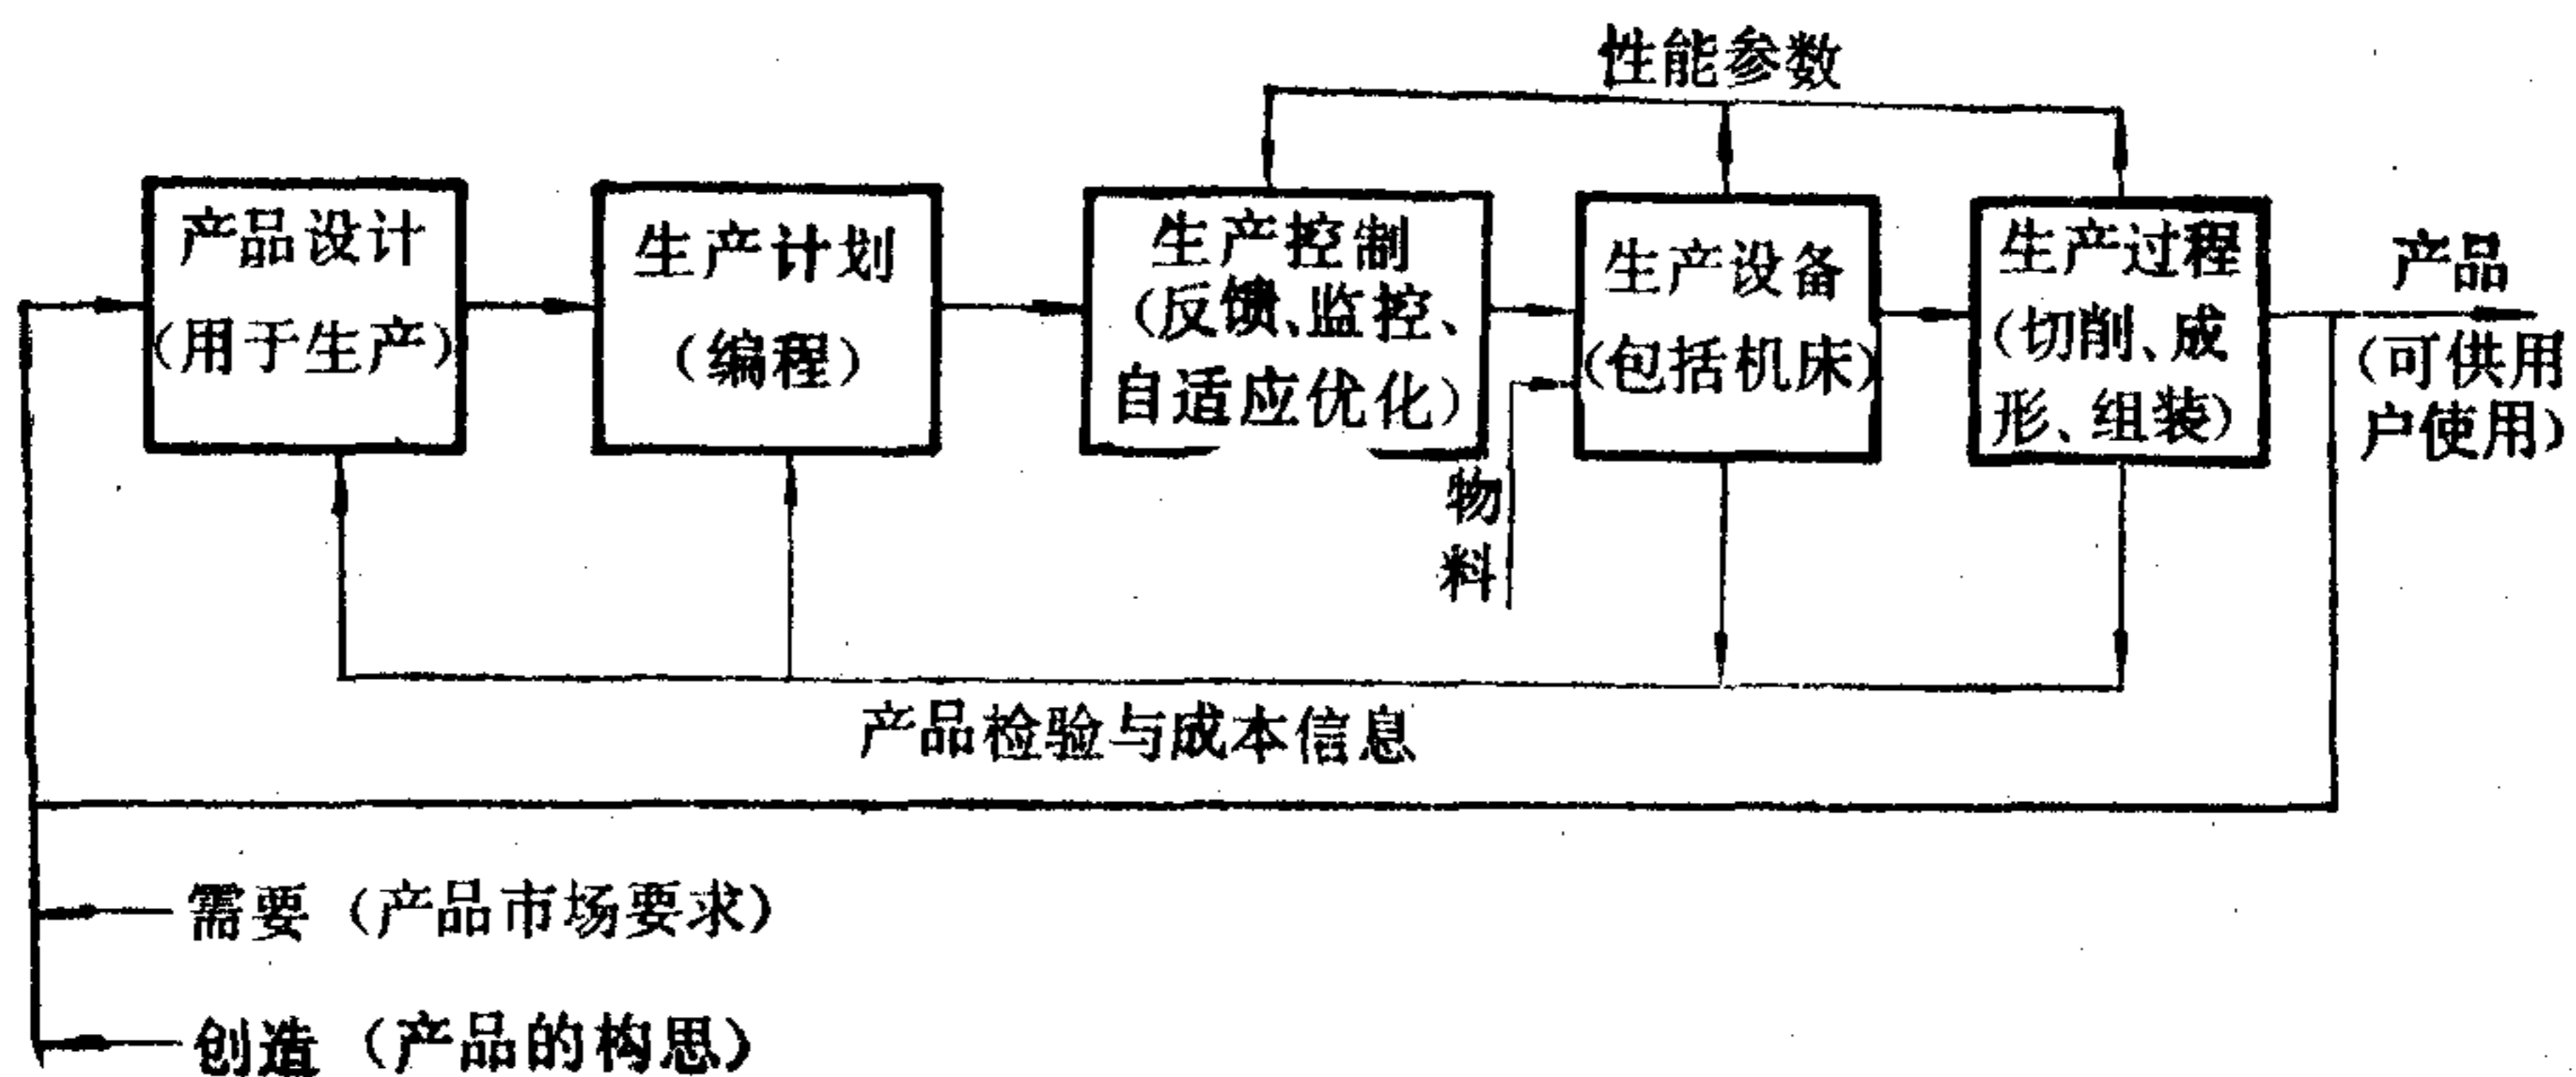 性能参数
产品设计
(用于生产)
生产计划
(编程)
生产控制
(反馈、监控、
自适应优化)
生产设备
(包括机床)
生产过程
(切削、成
形、组装)
产品
(可供用
户使用)
物
料
产品检验与成本信息
需要(产品市场要求)
创造(产品的构思)